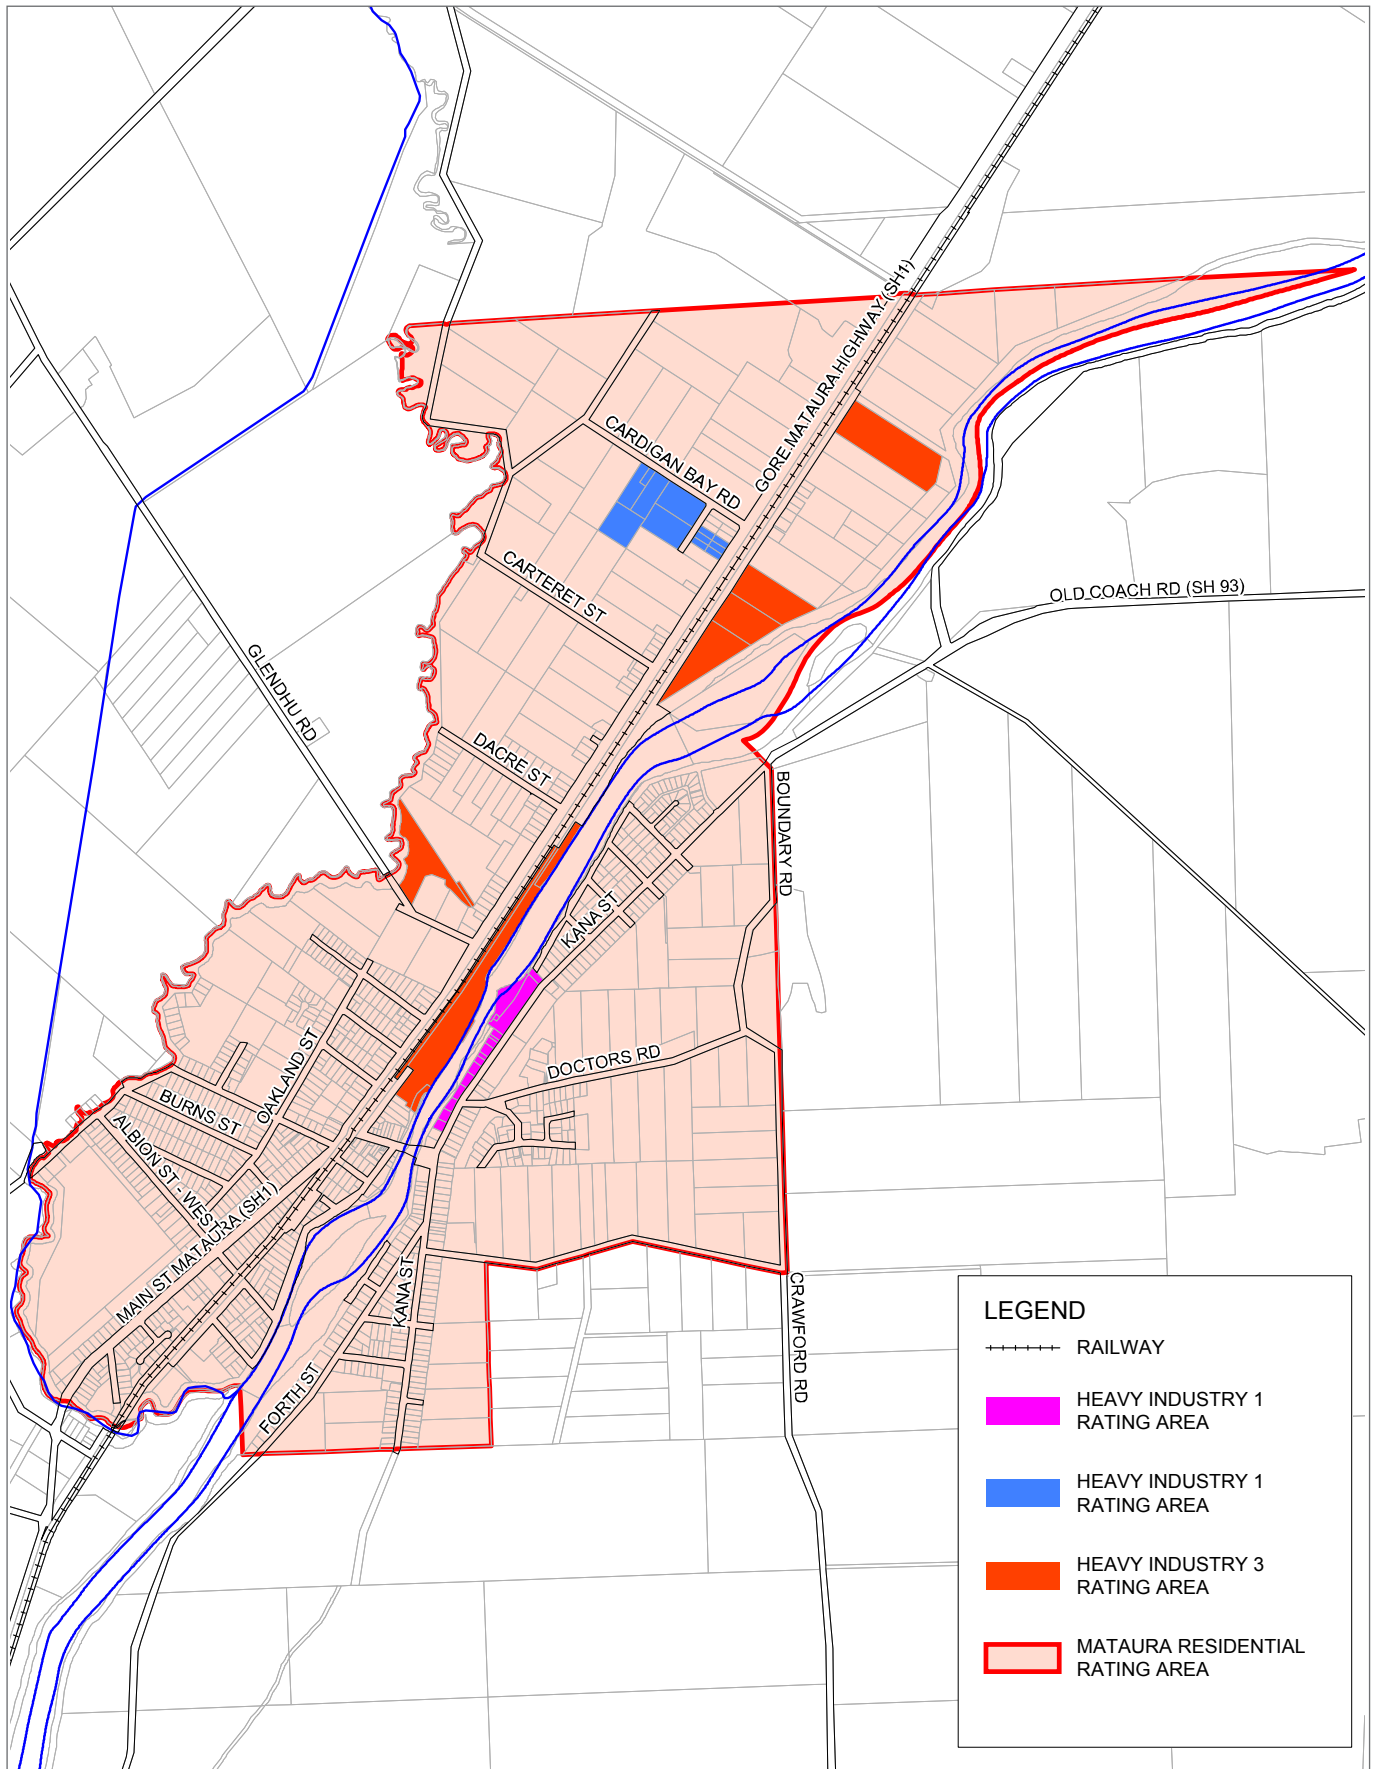 GORE-MATAURA HIGHWAY (SH1)
CARDIGAN BAY RD
CARTERET ST
OLD COACH RD (SH 93)
GLENDHU RD
DACRE ST
BOUNDARY RD
KANA ST
OAKLAND ST
DOCTORS RD
BURNS ST
ALBION ST - WEST
MAIN ST MATAURA (SH1)
KANA ST
FORTH ST
CRAWFORD RD
LEGEND
RAILWAY
HEAVY INDUSTRY 1
RATING AREA
HEAVY INDUSTRY 1
RATING AREA
HEAVY INDUSTRY 3
RATING AREA
MATAURA RESIDENTIAL
RATING AREA